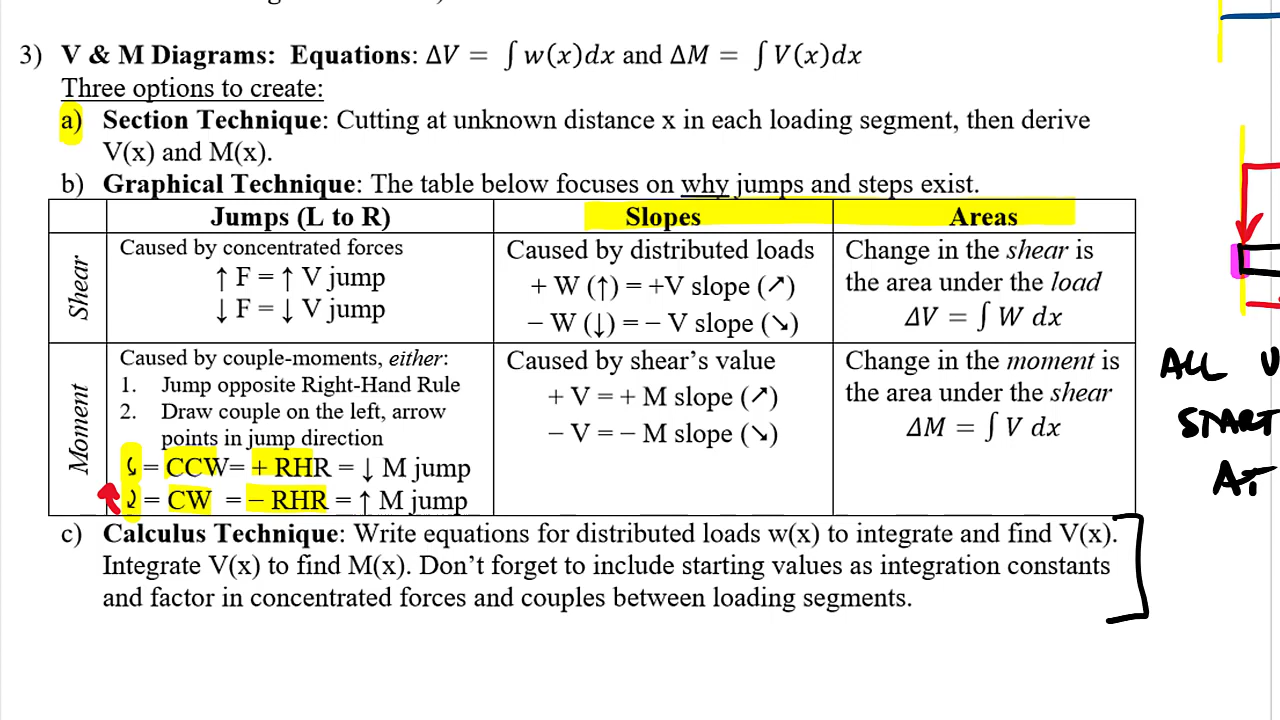 3) V & M Diagrams: Equations: ΔV = ∫ w(x)dx and ΔM = ∫ V(x)dx
Three options to create:
a) Section Technique: Cutting at unknown distance x in each loading segment, then derive
V(x) and M(x).
b) Graphical Technique: The table below focuses on why jumps and steps exist.
Jumps (L to R) Slopes Areas
Shear
Caused by concentrated forces
↑ F = ↑ V jump
↓ F = ↓ V jump
Caused by distributed loads
+ W (↑) = +V slope (↗)
− W (↓) = − V slope (↘)
Change in the shear is
the area under the load
ΔV = ∫ W dx
Moment
Caused by couple-moments, either:
1. Jump opposite Right-Hand Rule
2. Draw couple on the left, arrow
points in jump direction
⤹ = CCW= + RHR = ↓ M jump
⤸ = CW = − RHR = ↑ M jump
Caused by shear's value
+ V = + M slope (↗)
− V = − M slope (↘)
Change in the moment is
the area under the shear
ΔM = ∫ V dx
c) Calculus Technique: Write equations for distributed loads w(x) to integrate and find V(x).
Integrate V(x) to find M(x). Don't forget to include starting values as integration constants
and factor in concentrated forces and couples between loading segments.
ALL
START
AT